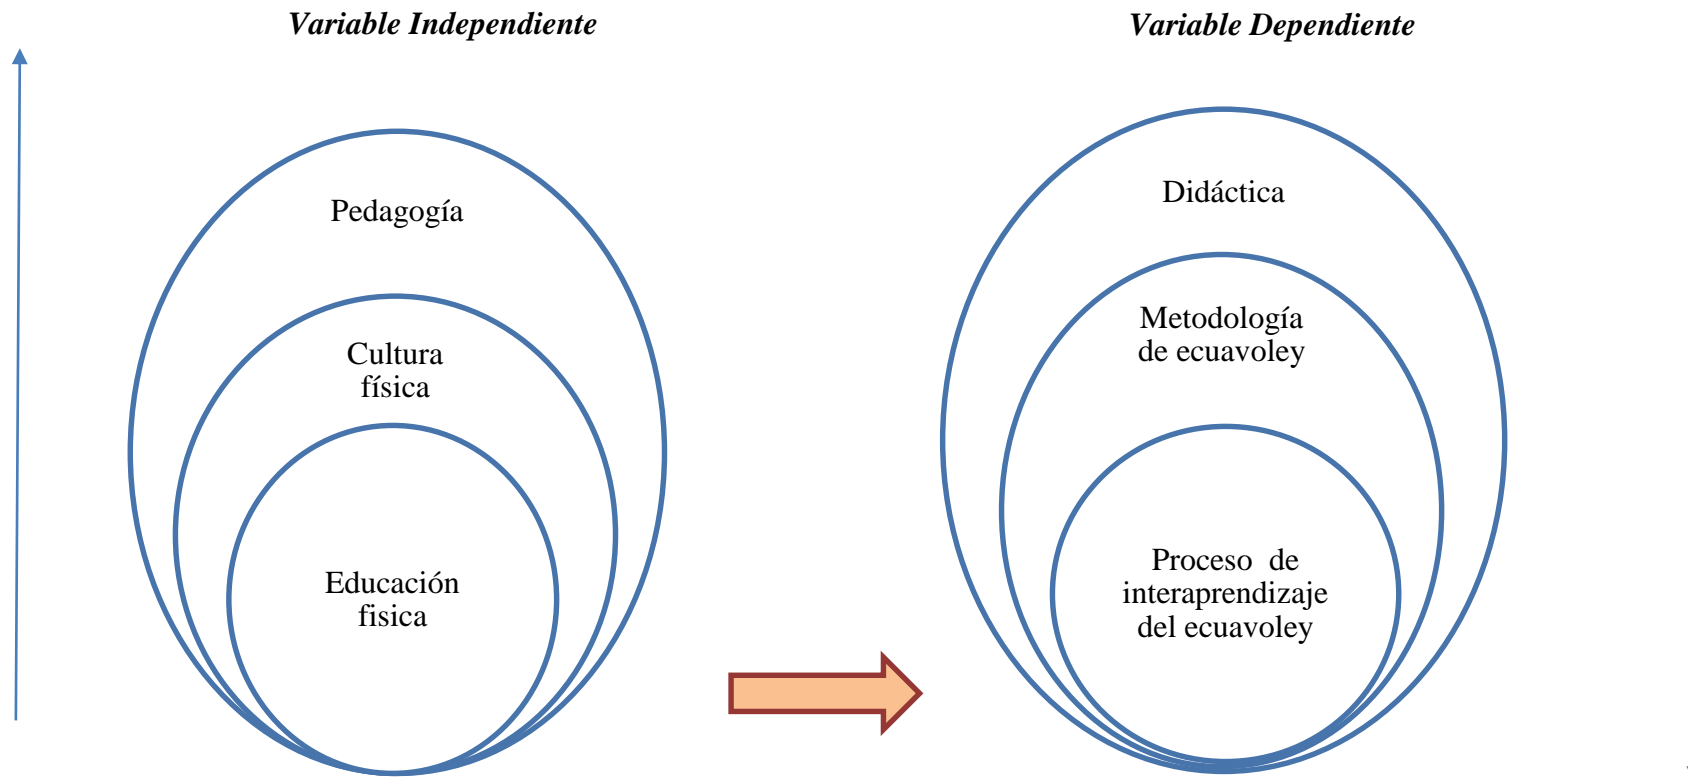 Variable Independiente
Variable Dependiente
Pedagogía
Cultura
física
Educación
fisica
Didáctica
Metodología
de ecuavoley
Proceso de
interaprendizaje
del ecuavoley